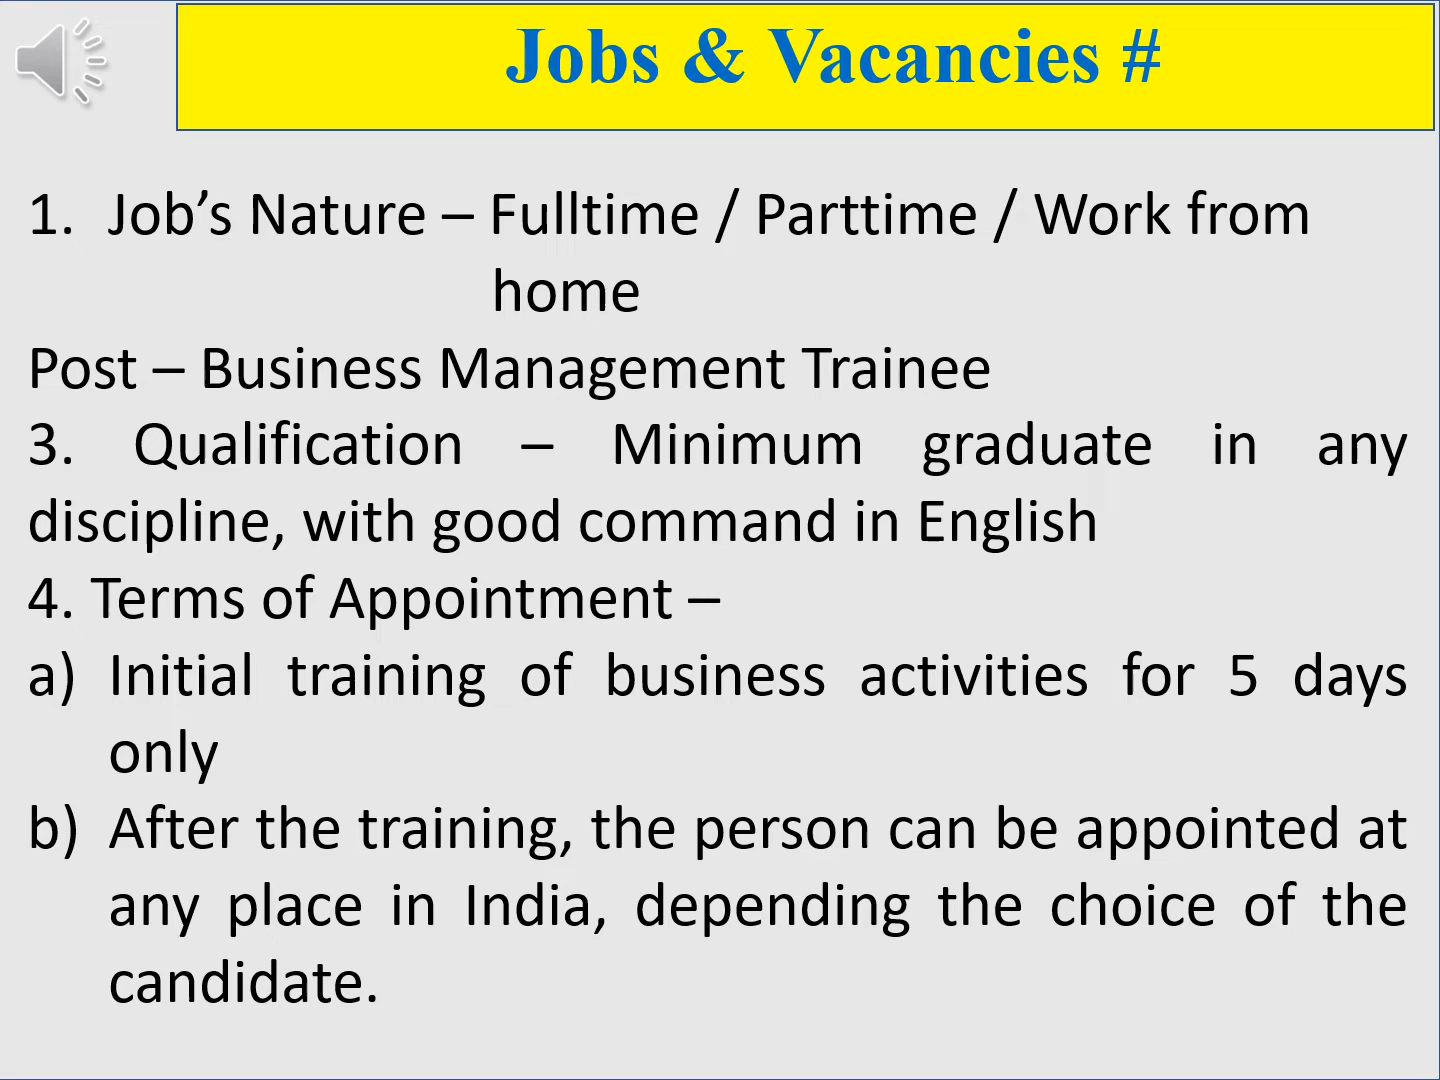 Jobs & Vacancies #
1. Job’s Nature – Fulltime / Parttime / Work from
home
Post – Business Management Trainee
3. Qualification – Minimum graduate in any
discipline, with good command in English
4. Terms of Appointment –
a) Initial training of business activities for 5 days
only
b) After the training, the person can be appointed at
any place in India, depending the choice of the
candidate.